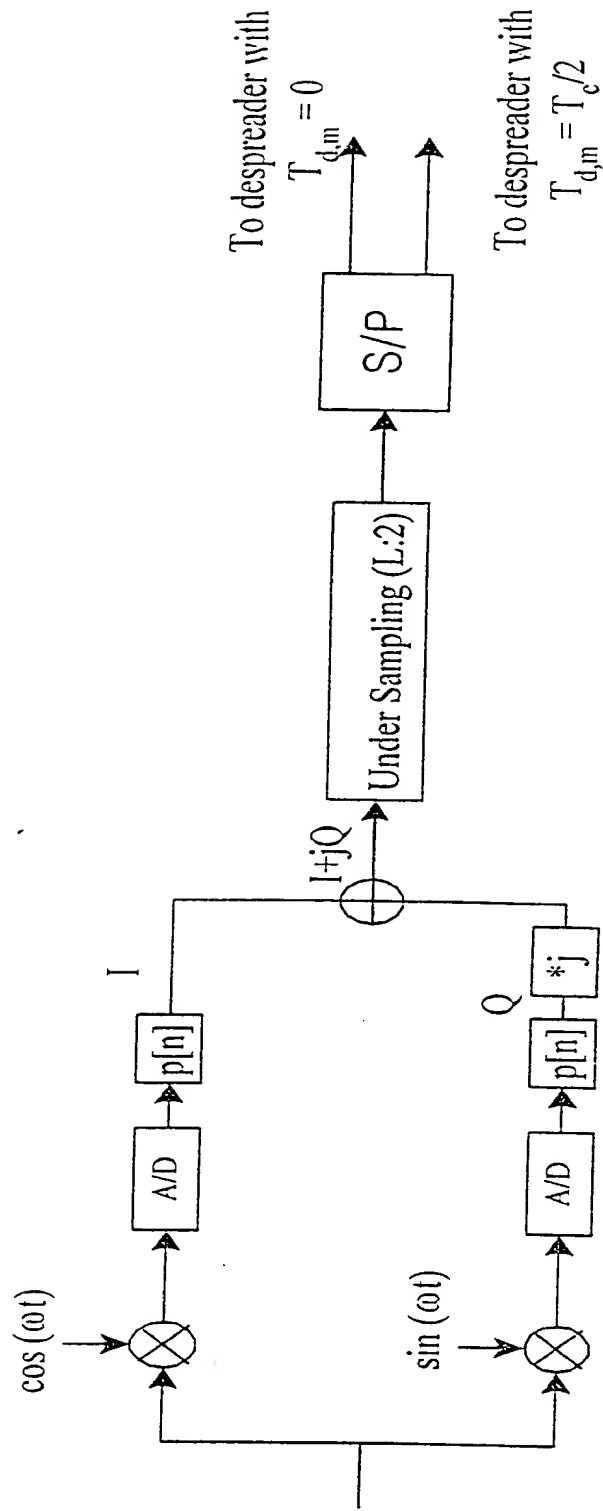 cos (ωt)
A/D
p[n]
I
sin (ωt)
A/D
p[n]
Q
*j
I+jQ
Under Sampling (L:2)
S/P
To despreader with
T_{d,m} = 0
To despreader with
T_{d,m} = T_c/2